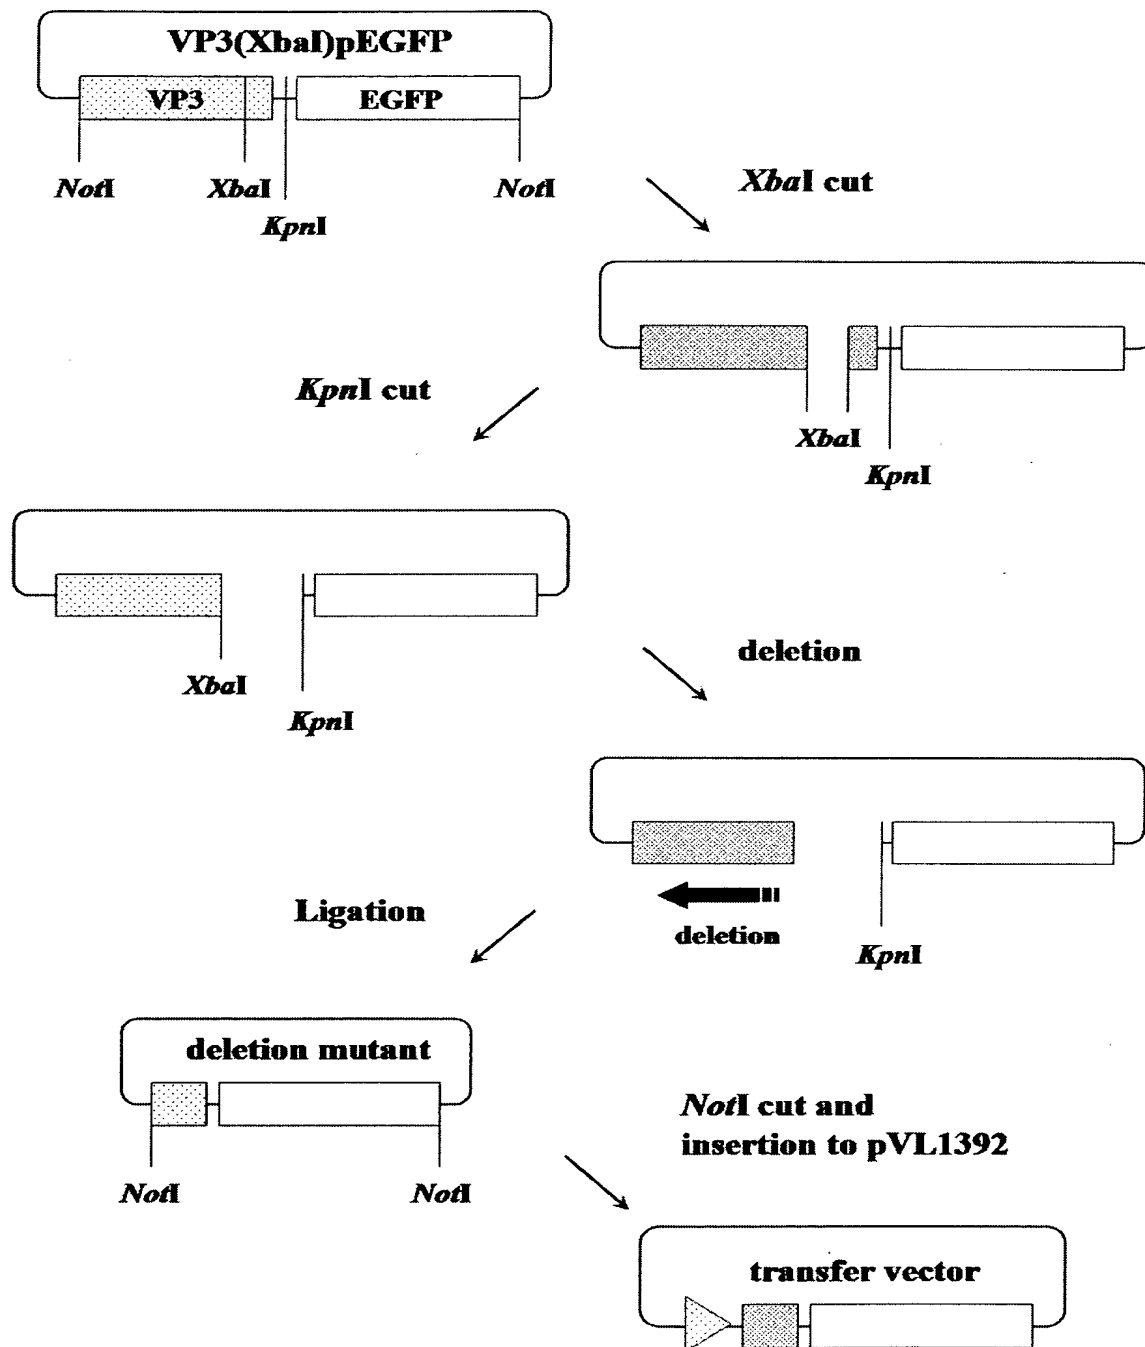 VP3(XbaI)pEGFP
VP3 EGFP
NotI XbaI NotI
KpnI
XbaI cut
KpnI cut
XbaI
KpnI
XbaI
KpnI
deletion
Ligation
deletion
KpnI
deletion mutant
NotI cut and
insertion to pVL1392
NotI NotI
transfer vector